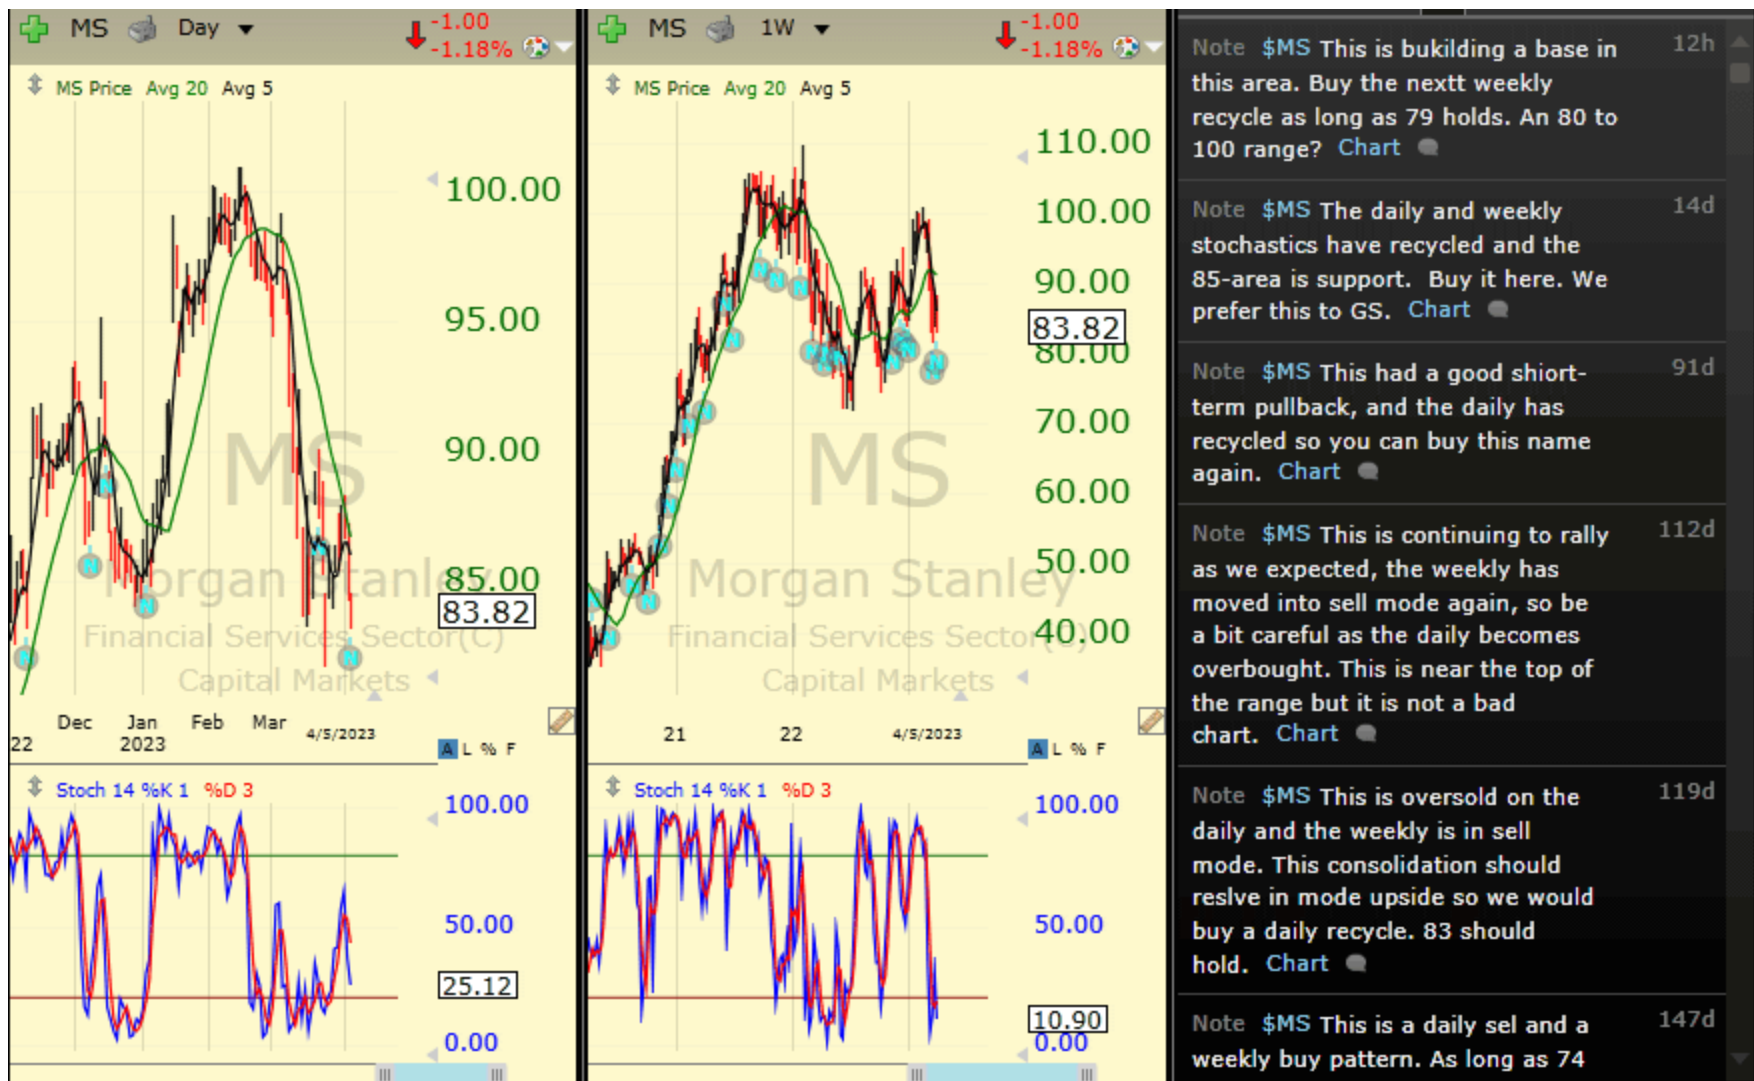 MS Day
-1.00
-1.18%
MS Price Avg 20 Avg 5
100.00
95.00
90.00
85.00
83.82
MS
Morgan Stanley
Financial Services Sector(C)
Capital Markets
22 Dec Jan 2023 Feb Mar 4/5/2023
A L % F
Stoch 14 %K 1 %D 3
100.00
50.00
25.12
0.00
MS 1W
-1.00
-1.18%
MS Price Avg 20 Avg 5
110.00
100.00
90.00
83.82
80.00
70.00
60.00
50.00
40.00
MS
Morgan Stanley
Financial Services Sector(C)
Capital Markets
21 22 4/5/2023
A L % F
Stoch 14 %K 1 %D 3
100.00
50.00
10.90
0.00
Note $MS This is bukilding a base in 12h
this area. Buy the nextt weekly
recycle as long as 79 holds. An 80 to
100 range? Chart
Note $MS The daily and weekly 14d
stochastics have recycled and the
85-area is support. Buy it here. We
prefer this to GS. Chart
Note $MS This had a good shiort- 91d
term pullback, and the daily has
recycled so you can buy this name
again. Chart
Note $MS This is continuing to rally 112d
as we expected, the weekly has
moved into sell mode again, so be
a bit careful as the daily becomes
overbought. This is near the top of
the range but it is not a bad
chart. Chart
Note $MS This is oversold on the 119d
daily and the weekly is in sell
mode. This consolidation should
reslve in mode upside so we would
buy a daily recycle. 83 should
hold. Chart
Note $MS This is a daily sel and a 147d
weekly buy pattern. As long as 74